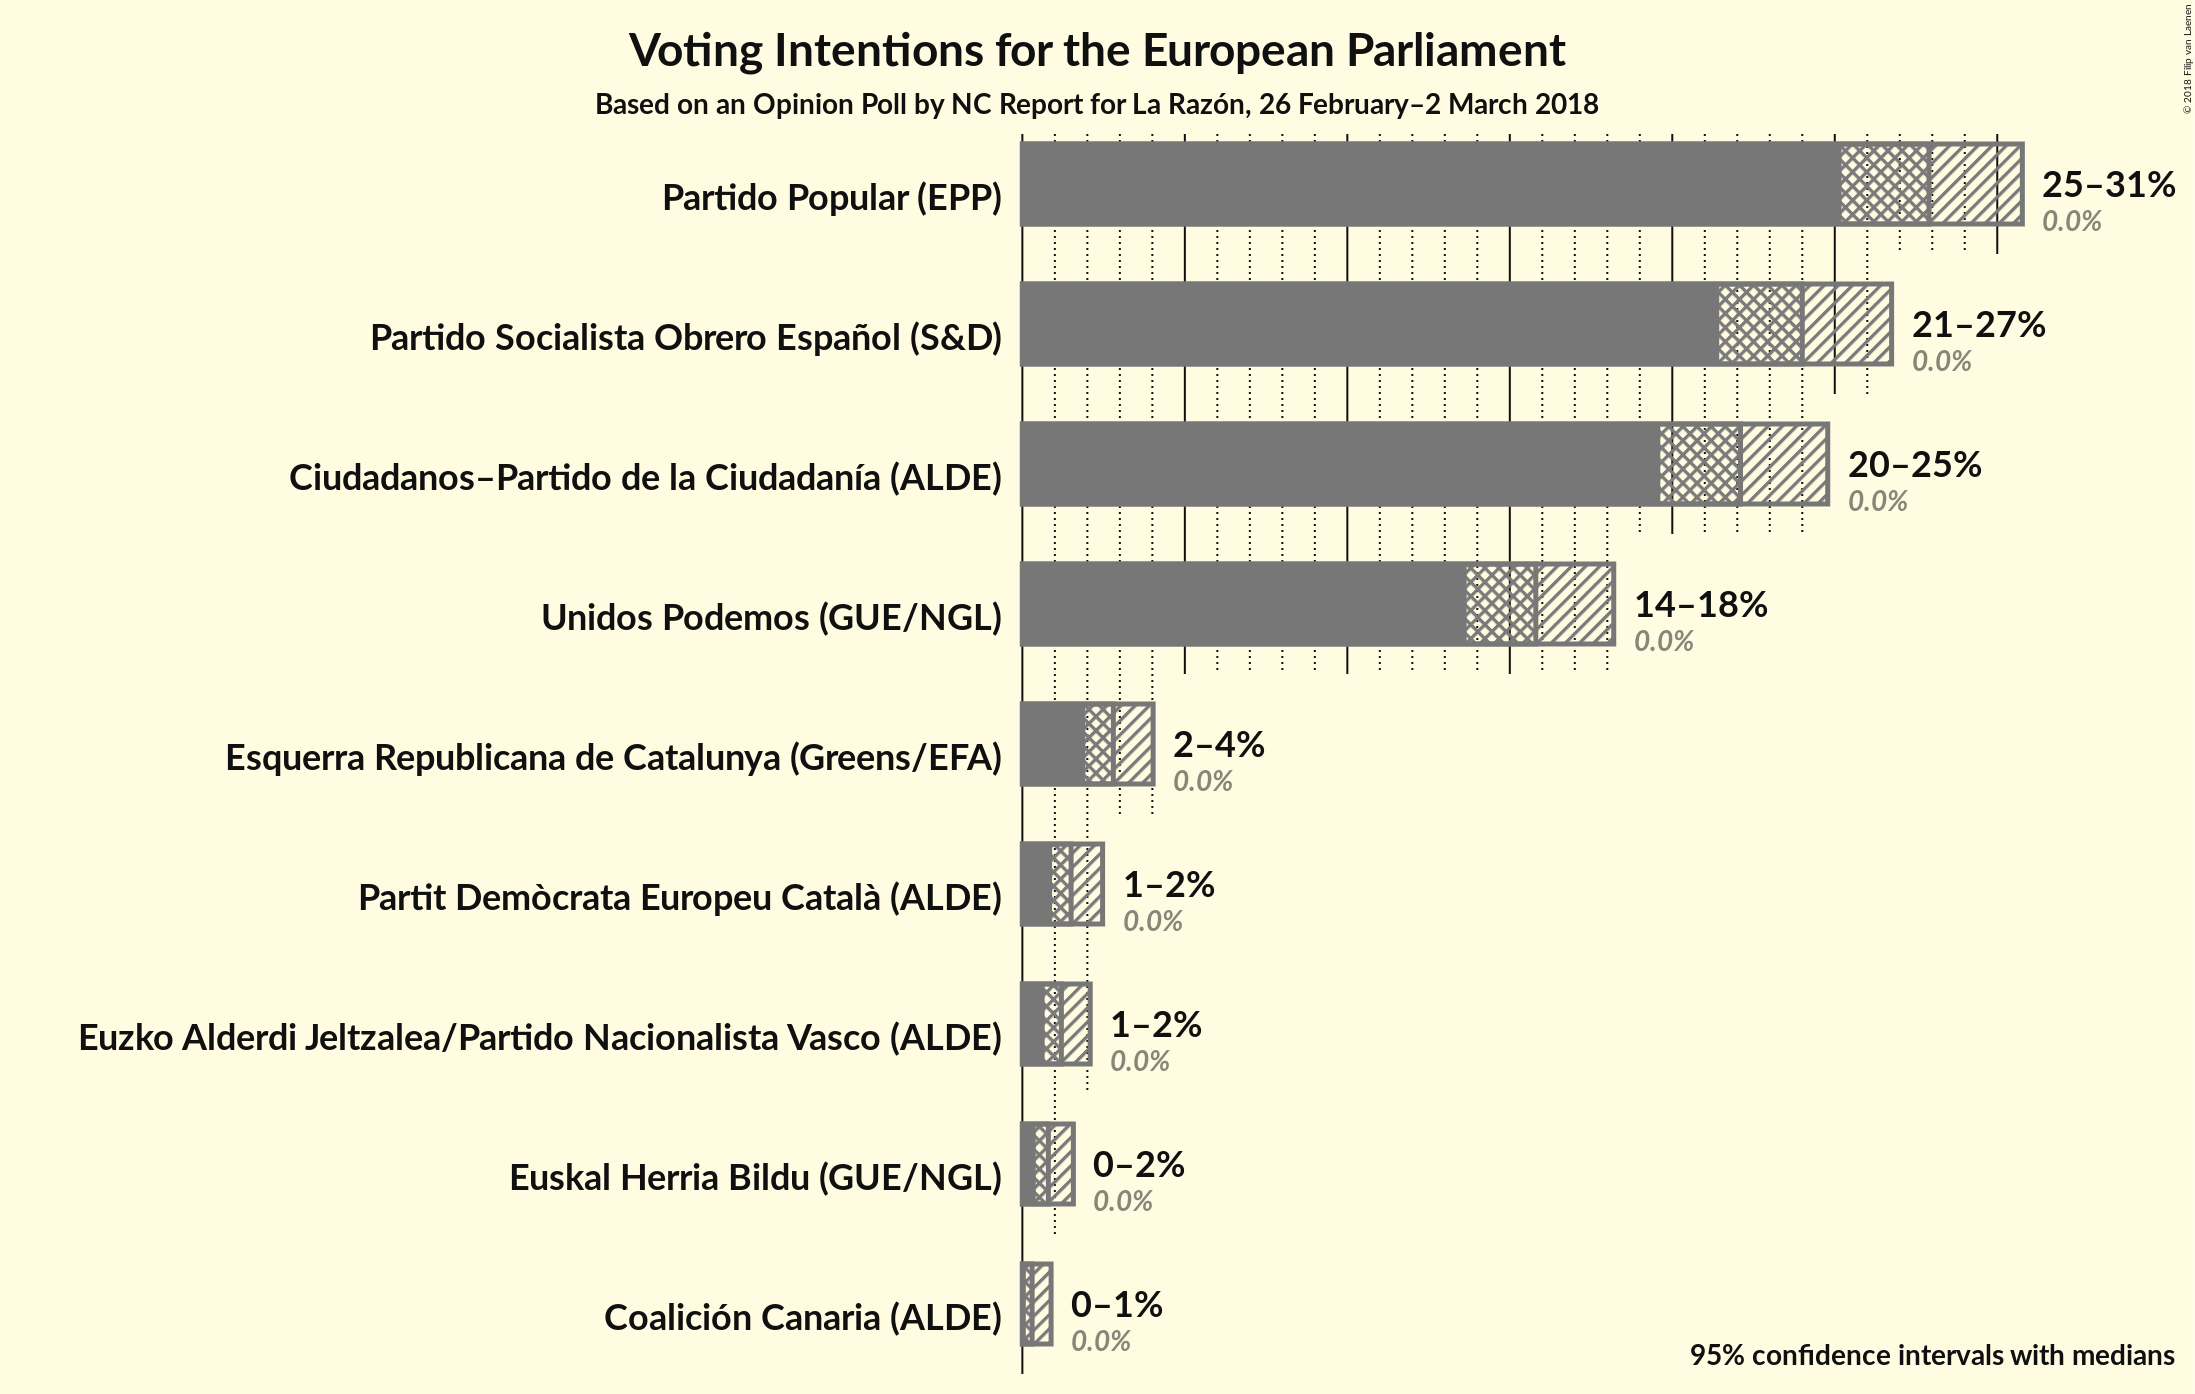 Voting Intentions for the European Parliament
Based on an Opinion Poll by NC Report for La Razón, 26 February–2 March 2018
© 2018 Filip van Laenen
Partido Popular (EPP)
25–31%
0.0%
Partido Socialista Obrero Español (S&D)
21–27%
0.0%
Ciudadanos–Partido de la Ciudadanía (ALDE)
20–25%
0.0%
Unidos Podemos (GUE/NGL)
14–18%
0.0%
Esquerra Republicana de Catalunya (Greens/EFA)
2–4%
0.0%
Partit Demòcrata Europeu Català (ALDE)
1–2%
0.0%
Euzko Alderdi Jeltzalea/Partido Nacionalista Vasco (ALDE)
1–2%
0.0%
Euskal Herria Bildu (GUE/NGL)
0–2%
0.0%
Coalición Canaria (ALDE)
0–1%
0.0%
95% confidence intervals with medians